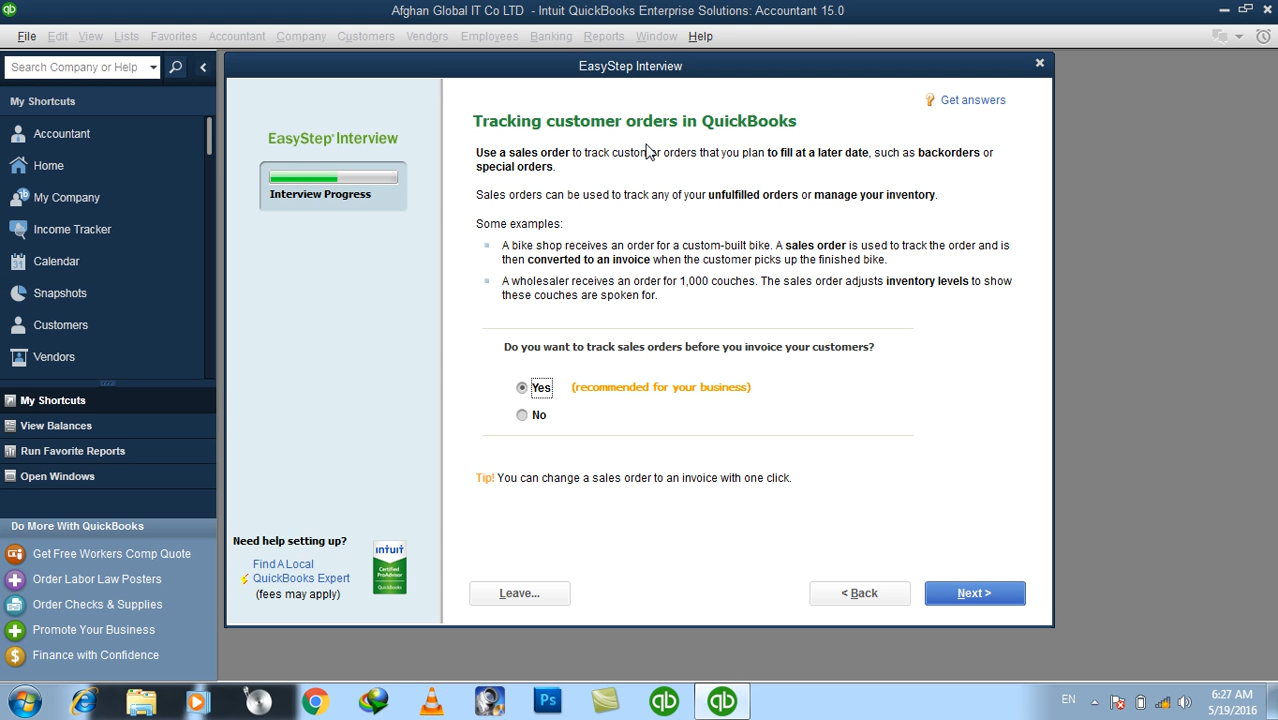 Afghan Global IT Co LTD - Intuit QuickBooks Enterprise Solutions: Accountant 15.0
File Edit View Lists Favorites Accountant Company Customers Vendors Employees Banking Reports Window Help
Search Company or Help
My Shortcuts
Accountant
Home
My Company
Income Tracker
Calendar
Snapshots
Customers
Vendors
My Shortcuts
View Balances
Run Favorite Reports
Open Windows
Do More With QuickBooks
Get Free Workers Comp Quote
Order Labor Law Posters
Order Checks & Supplies
Promote Your Business
Finance with Confidence
EasyStep Interview
EasyStep Interview
Interview Progress
Need help setting up?
Find A Local
QuickBooks Expert
(fees may apply)
intuit
Certified
ProAdvisor
QuickBooks
Get answers
Tracking customer orders in QuickBooks
Use a sales order to track customer orders that you plan to fill at a later date, such as backorders or
special orders.
Sales orders can be used to track any of your unfulfilled orders or manage your inventory.
Some examples:
A bike shop receives an order for a custom-built bike. A sales order is used to track the order and is
then converted to an invoice when the customer picks up the finished bike.
A wholesaler receives an order for 1,000 couches. The sales order adjusts inventory levels to show
these couches are spoken for.
Do you want to track sales orders before you invoice your customers?
Yes (recommended for your business)
No
Tip! You can change a sales order to an invoice with one click.
Leave... < Back Next >
Ps
qb
qb
EN
6:27 AM
5/19/2016